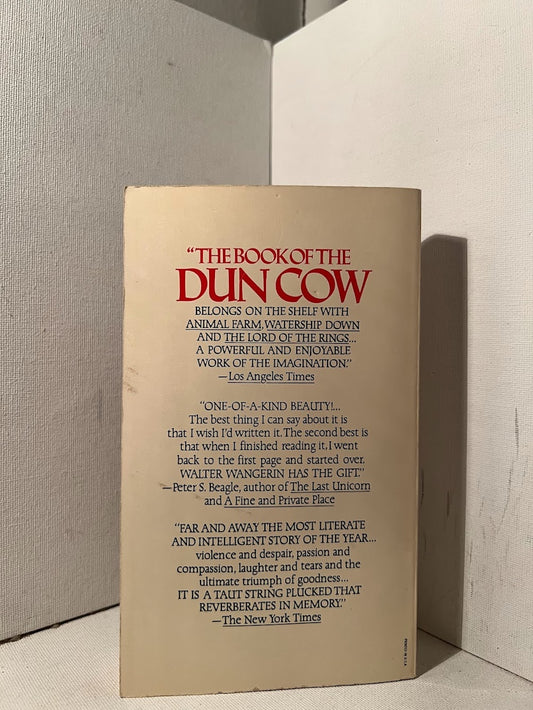 "THE BOOK OF THE
DUN COW
BELONGS ON THE SHELF WITH
ANIMAL FARM, WATERSHIP DOWN
AND THE LORD OF THE RINGS...
A POWERFUL AND ENJOYABLE
WORK OF THE IMAGINATION."
—Los Angeles Times
"ONE-OF-A-KIND BEAUTY!...
The best thing I can say about it is
that I wish I'd written it. The second best is
that when I finished reading it, I went
back to the first page and started over.
WALTER WANGERIN HAS THE GIFT."
—Peter S. Beagle, author of The Last Unicorn
and A Fine and Private Place
"FAR AND AWAY THE MOST LITERATE
AND INTELLIGENT STORY OF THE YEAR...
violence and despair, passion and
compassion, laughter and tears and the
ultimate triumph of goodness...
IT IS A TAUT STRING PLUCKED THAT
REVERBERATES IN MEMORY."
—The New York Times
PRINTED IN U.S.A.